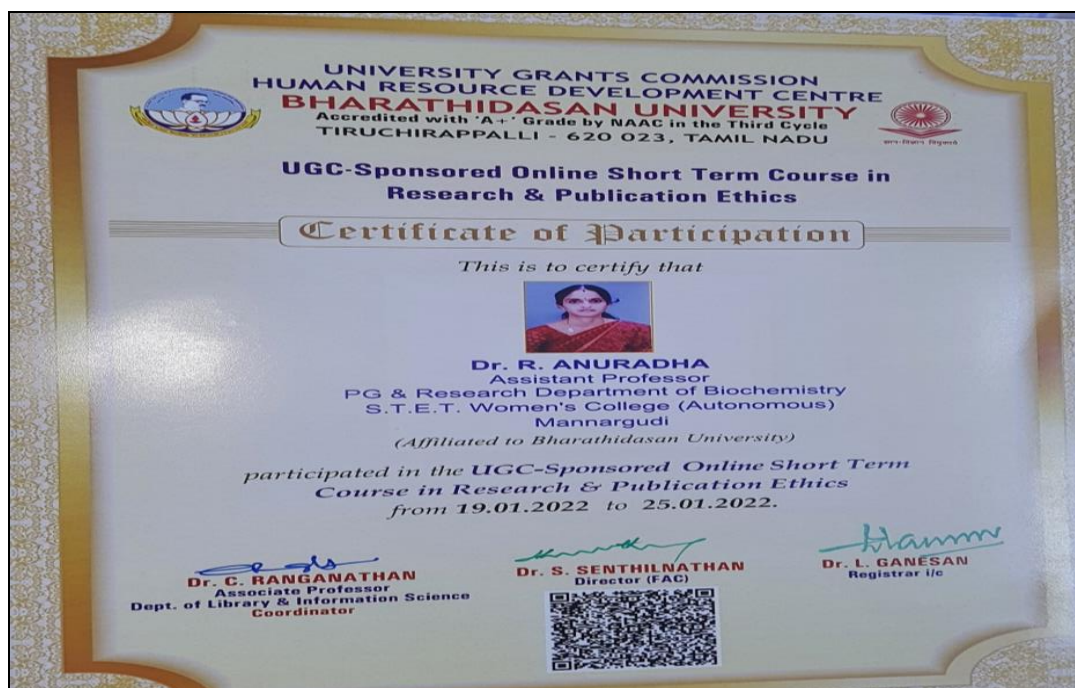 UNIVERSITY GRANTS COMMISSION
HUMAN RESOURCE DEVELOPMENT CENTRE
BHARATHIDASAN UNIVERSITY
Accredited with 'A+' Grade by NAAC in the Third Cycle
TIRUCHIRAPPALLI - 620 023, TAMIL NADU
UGC-Sponsored Online Short Term Course in
Research & Publication Ethics
Certificate of Participation
This is to certify that
Dr. R. ANURADHA
Assistant Professor
PG & Research Department of Biochemistry
S.T.E.T. Women's College (Autonomous)
Mannargudi
(Affiliated to Bharathidasan University)
participated in the UGC-Sponsored Online Short Term
Course in Research & Publication Ethics
from 19.01.2022 to 25.01.2022.
Dr. C. RANGANATHAN
Associate Professor
Dept. of Library & Information Science
Coordinator
Dr. S. SENTHILNATHAN
Director (FAC)
Dr. L. GANESAN
Registrar i/c